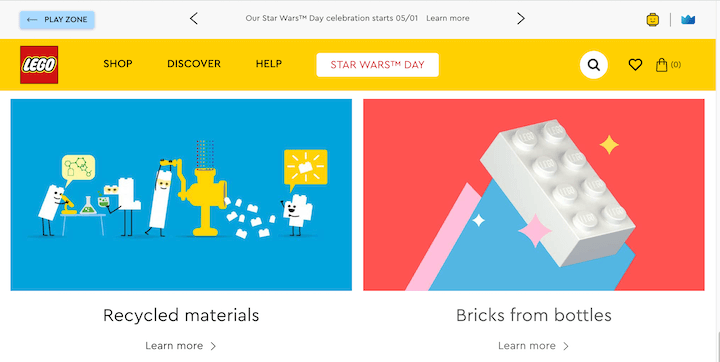 PLAY ZONE
Our Star Wars™ Day celebration starts 05/01 Learn more
LEGO
SHOP DISCOVER HELP STAR WARS™ DAY
(0)
Recycled materials
Learn more
Bricks from bottles
Learn more